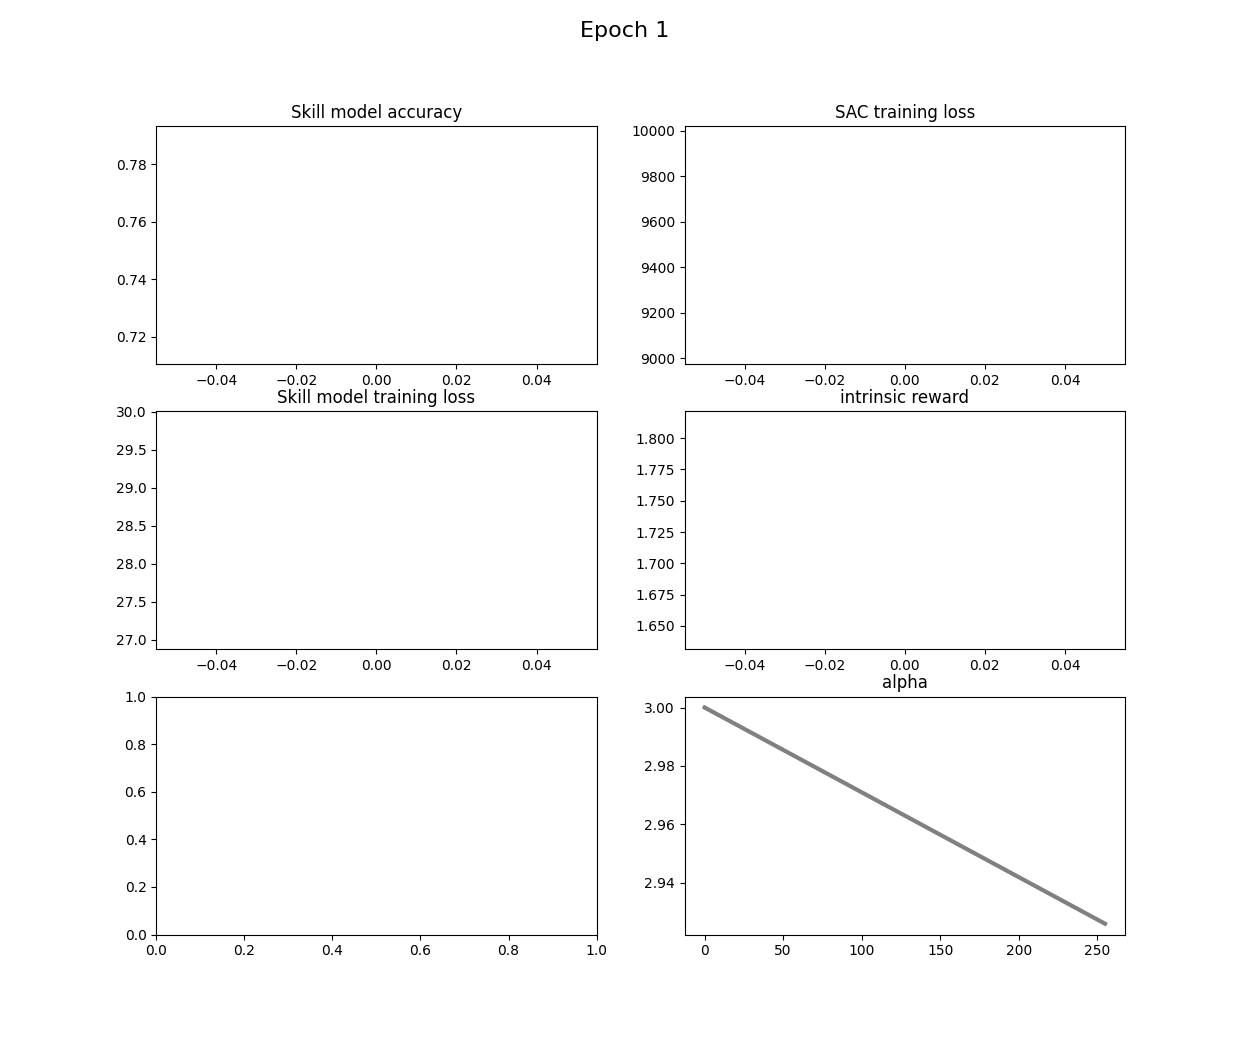 Epoch 1
Skill model accuracy
0.78
0.76
0.74
0.72
−0.04 −0.02 0.00 0.02 0.04
SAC training loss
10000
9800
9600
9400
9200
9000
−0.04 −0.02 0.00 0.02 0.04
Skill model training loss
30.0
29.5
29.0
28.5
28.0
27.5
27.0
−0.04 −0.02 0.00 0.02 0.04
intrinsic reward
1.800
1.775
1.750
1.725
1.700
1.675
1.650
−0.04 −0.02 0.00 0.02 0.04
1.0
0.8
0.6
0.4
0.2
0.0
0.0 0.2 0.4 0.6 0.8 1.0
alpha
3.00
2.98
2.96
2.94
0 50 100 150 200 250